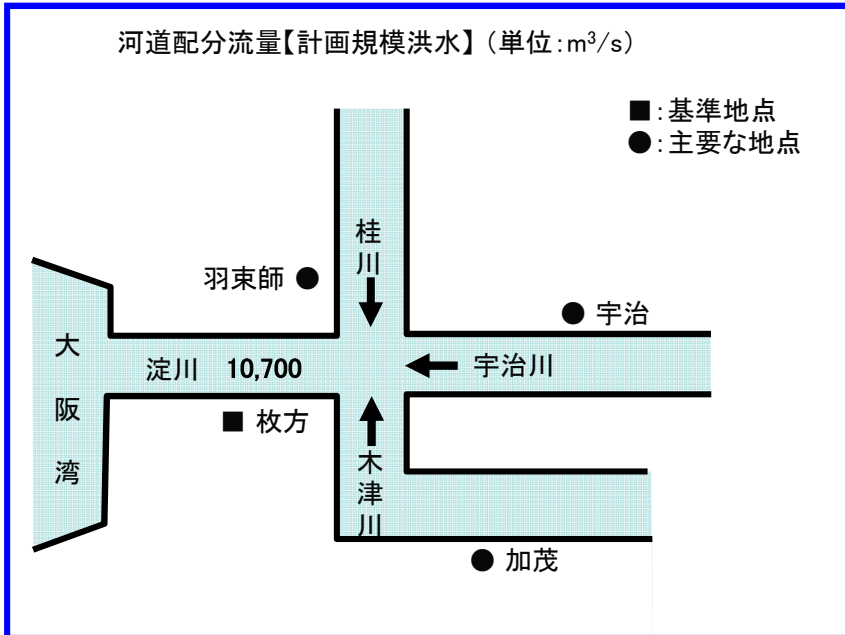 河道配分流量【計画規模洪水】（単位：m³/s）
■：基準地点
●：主要な地点
桂川
羽束師 ●
● 宇治
大阪湾
淀川 10,700
宇治川
■ 枚方
木津川
● 加茂